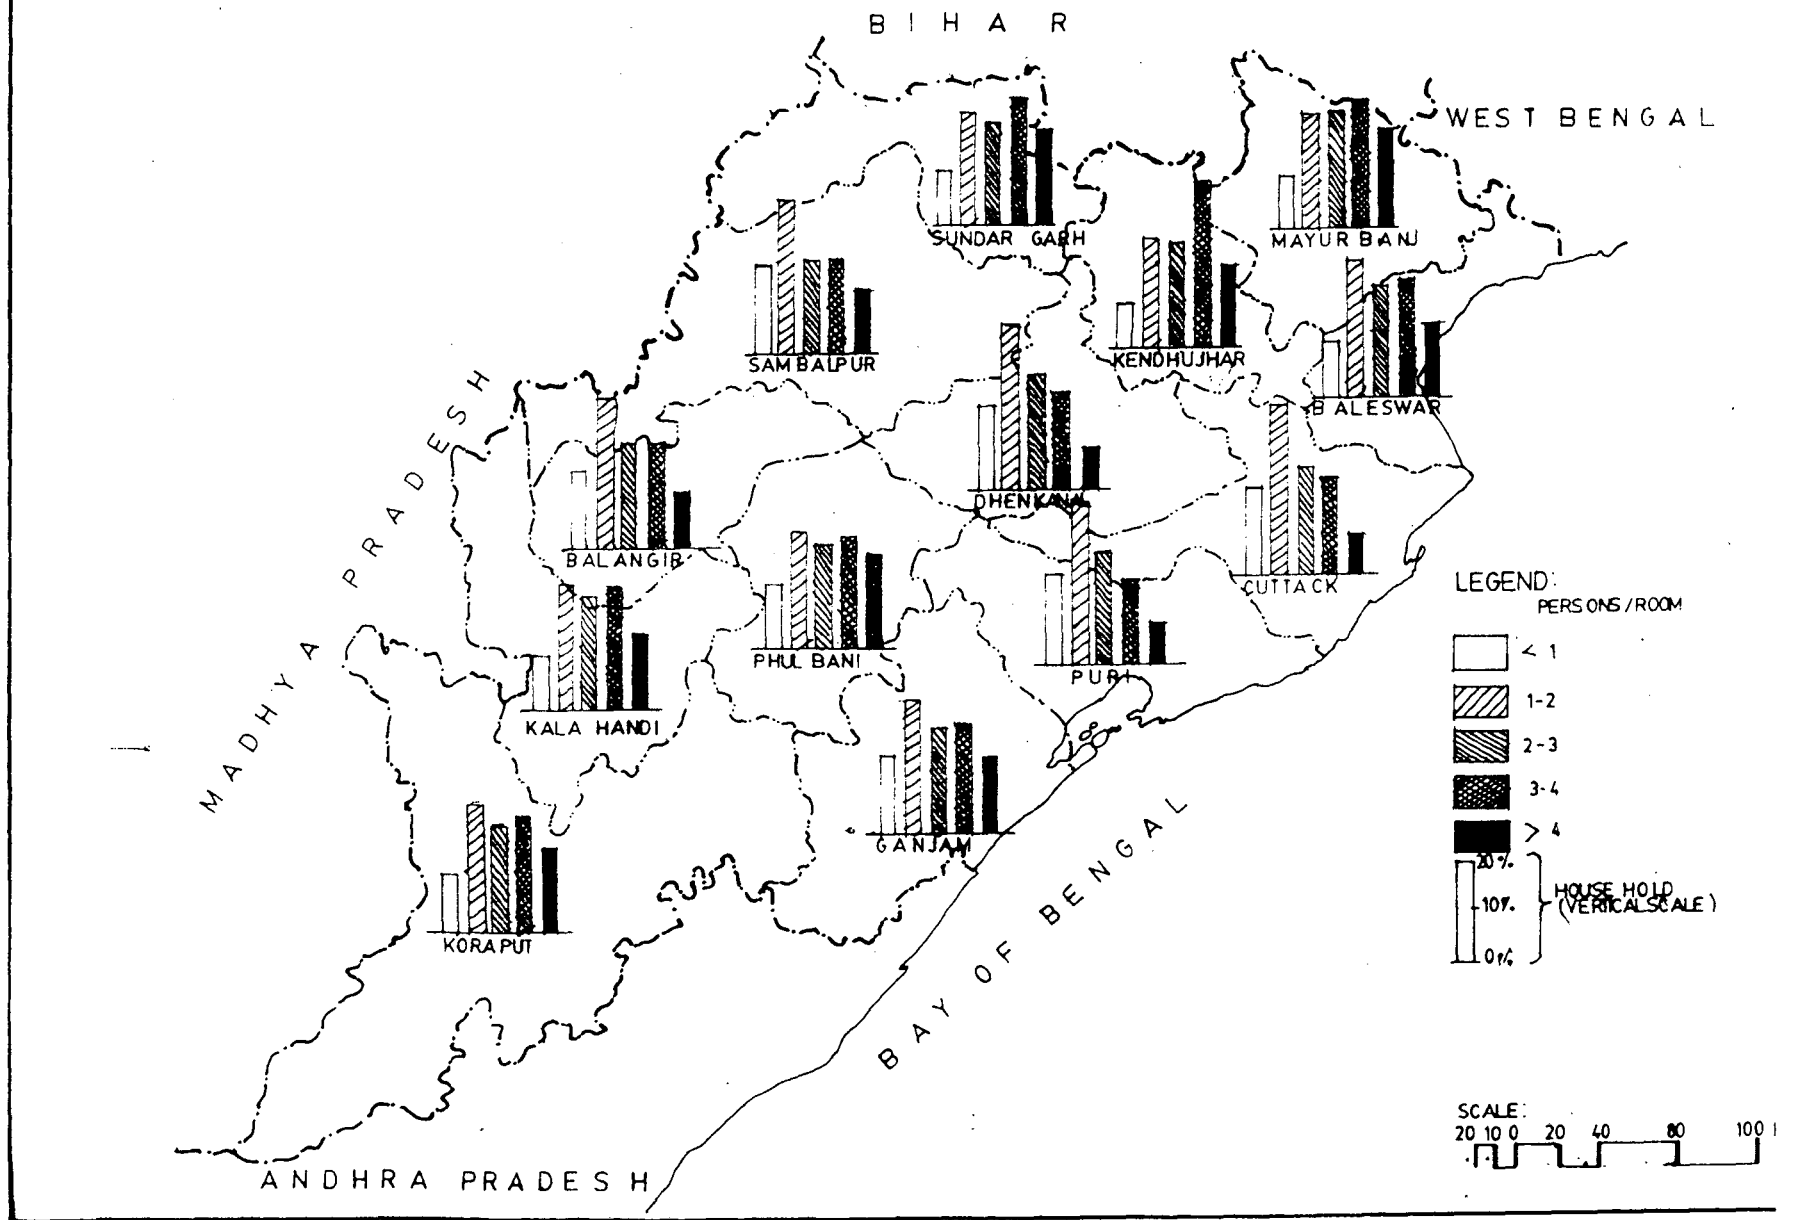 BIHAR
WEST BENGAL
SUNDAR GARH
MAYUR BANJ
SAMBALPUR
KENDHUJHAR
BALESWAR
MADHYA PRADESH
DHENKANAL
BALANGIR
CUTTACK
PHULBANI
PURI
KALA HANDI
GANJAM
KORAPUT
BAY OF BENGAL
ANDHRA PRADESH
LEGEND:
PERSONS/ROOM
< 1
1-2
2-3
3-4
> 4
20%
10%
0%
HOUSE HOLD
(VERTICAL SCALE)
SCALE:
20 10 0 20 40 80 100